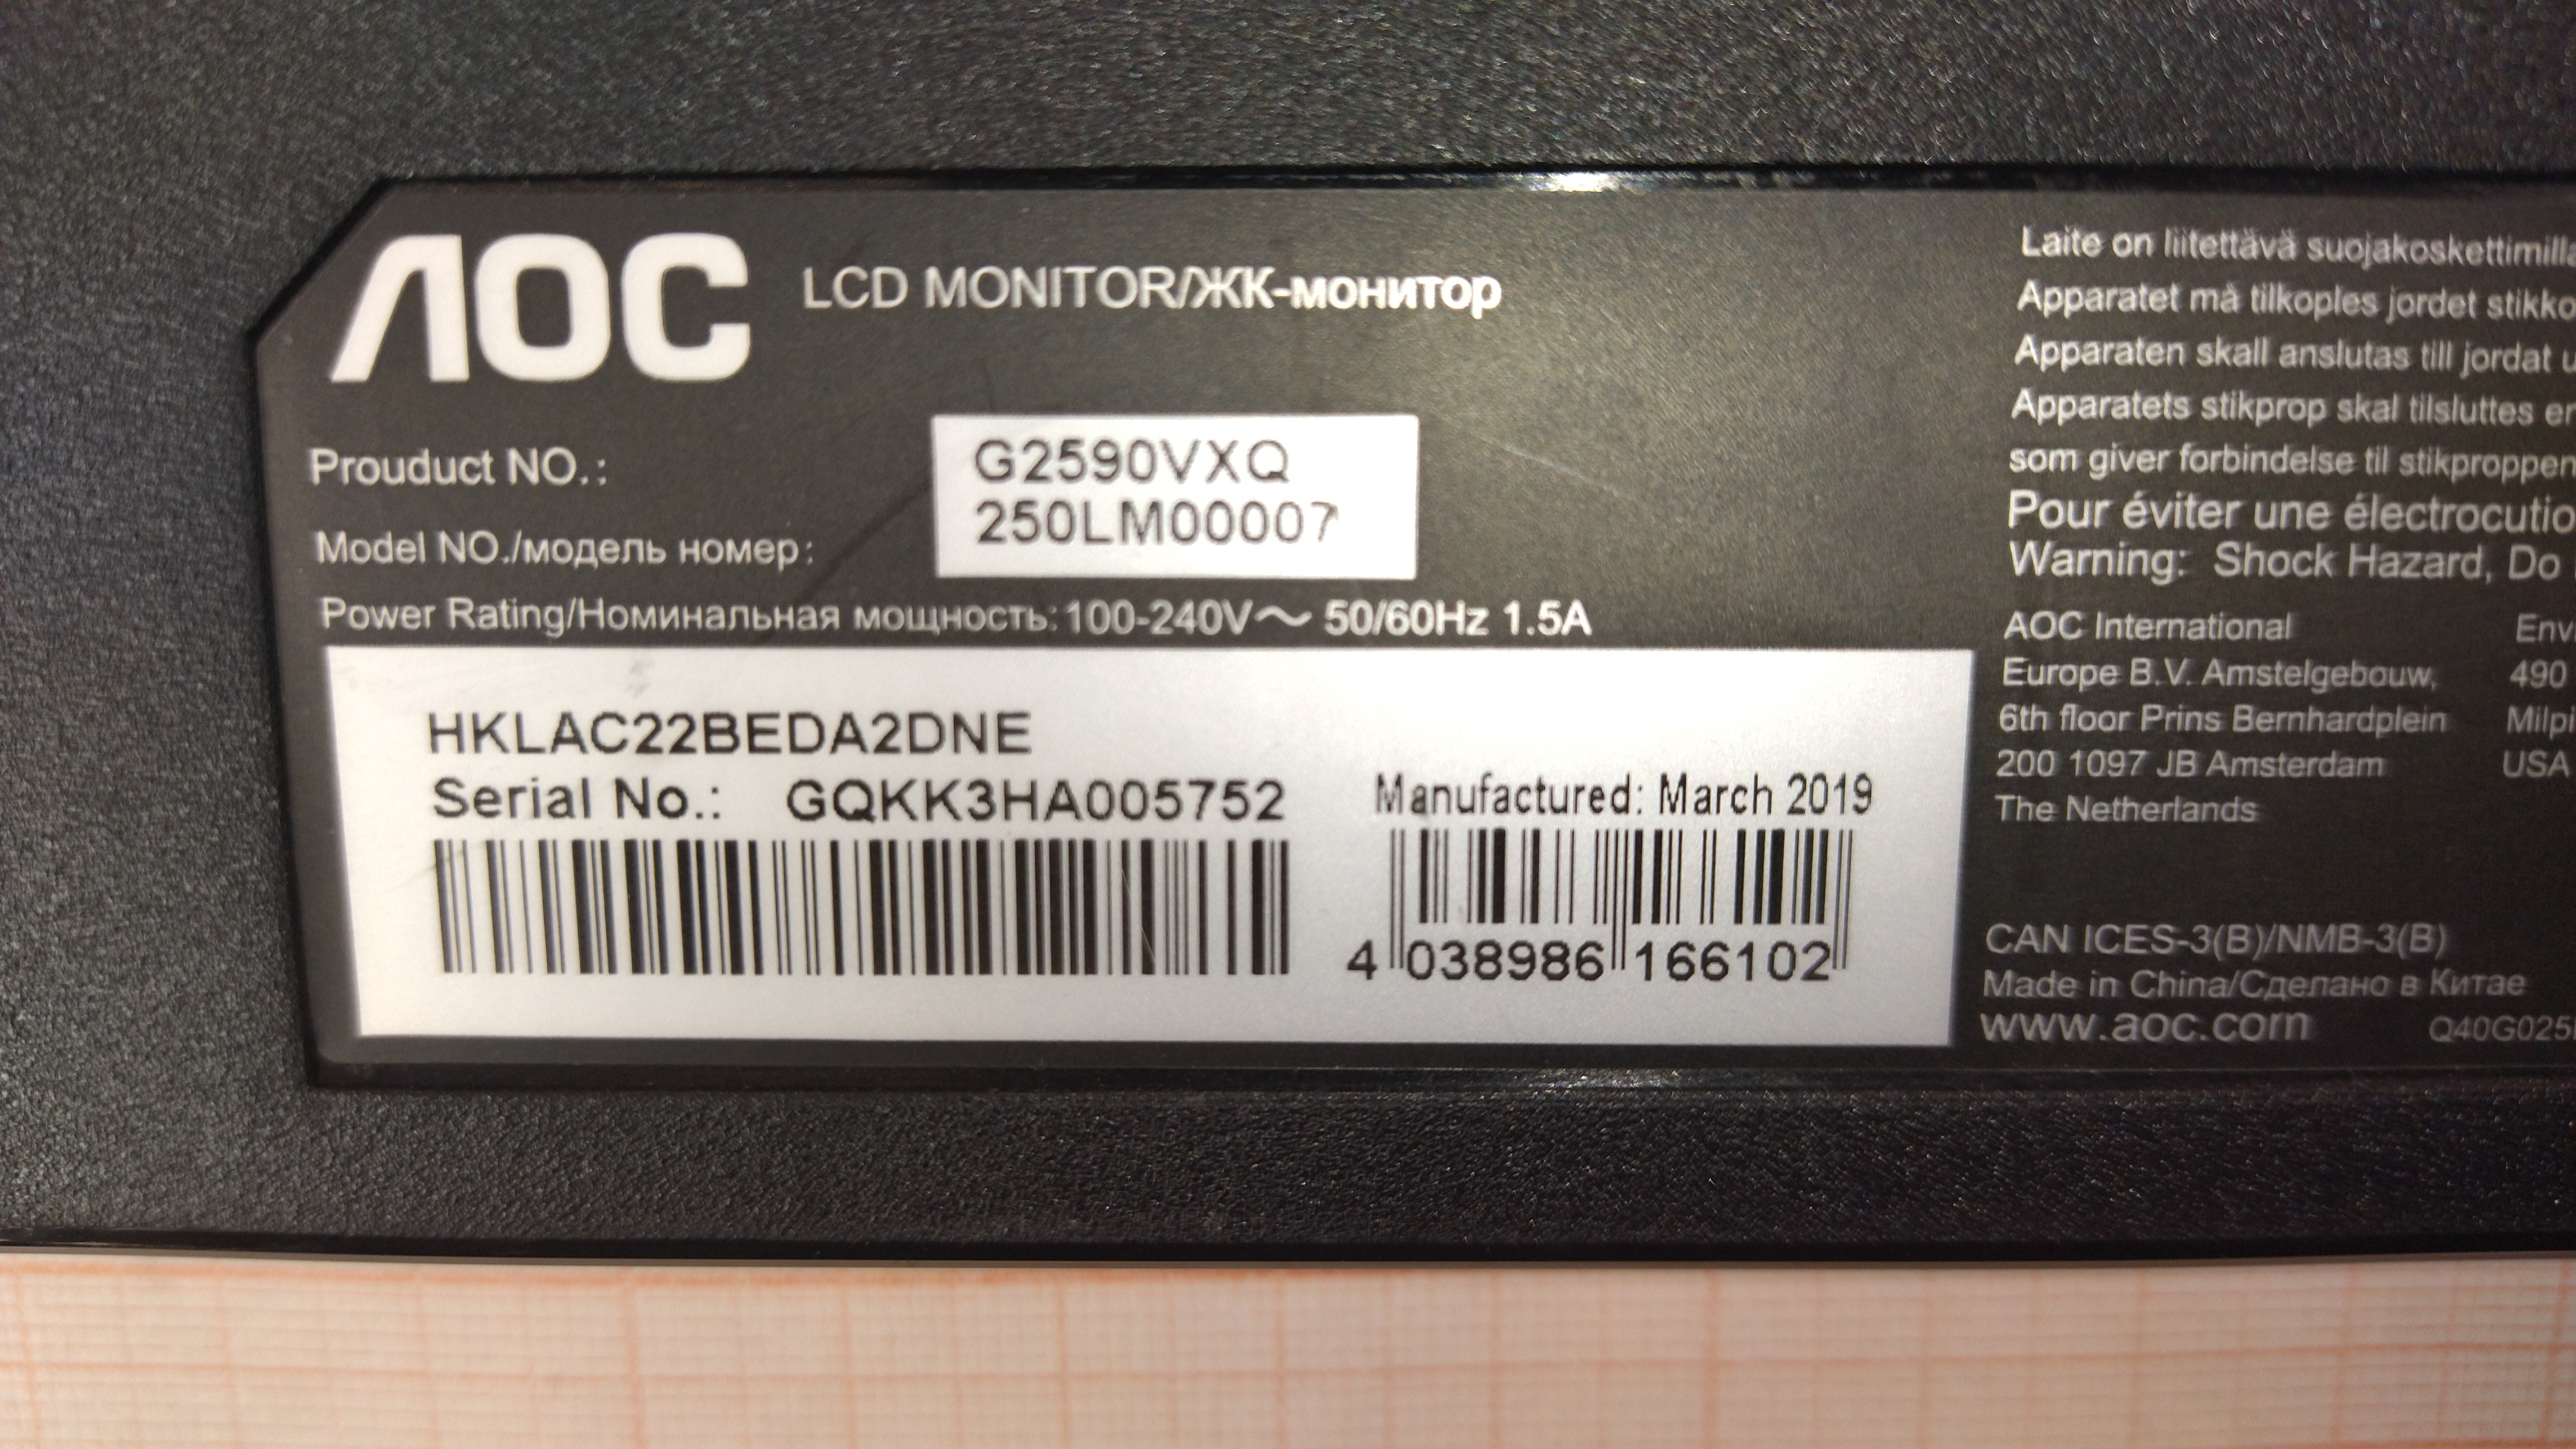 AOC LCD MONITOR/ЖК-монитор
Prouduct NO.: G2590VXQ
Model NO./модель номер: 250LM00007
Power Rating/Номинальная мощность: 100-240V～ 50/60Hz 1.5A
HKLAC22BEDA2DNE
Serial No.: GQKK3HA005752
Manufactured: March 2019
4 038986 166102
Laite on liitettävä suojakoskettimilla
Apparatet må tilkoples jordet stikko
Apparaten skall anslutas till jordat u
Apparatets stikprop skal tilsluttes en
som giver forbindelse til stikproppen
Pour éviter une électrocutio
Warning: Shock Hazard, Do
AOC International
Europe B.V. Amstelgebouw,
6th floor Prins Bernhardplein
200 1097 JB Amsterdam
The Netherlands
Env
490
Milp
USA
CAN ICES-3(B)/NMB-3(B)
Made in China/Сделано в Китае
www.aoc.com Q40G025